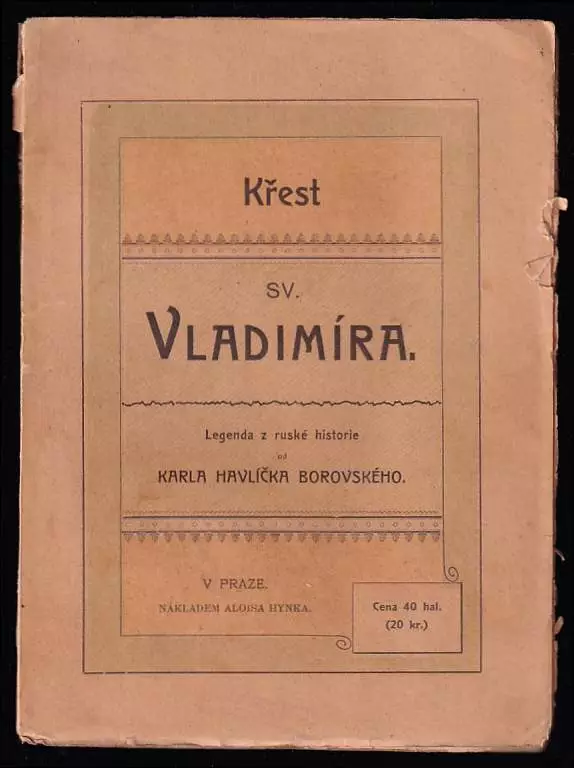 Křest
SV.
VLADIMÍRA.
Legenda z ruské historie
od
KARLA HAVLÍČKA BOROVSKÉHO.
V PRAZE.
NÁKLADEM ALOISA HYNKA.
Cena 40 hal.
(20 kr.)